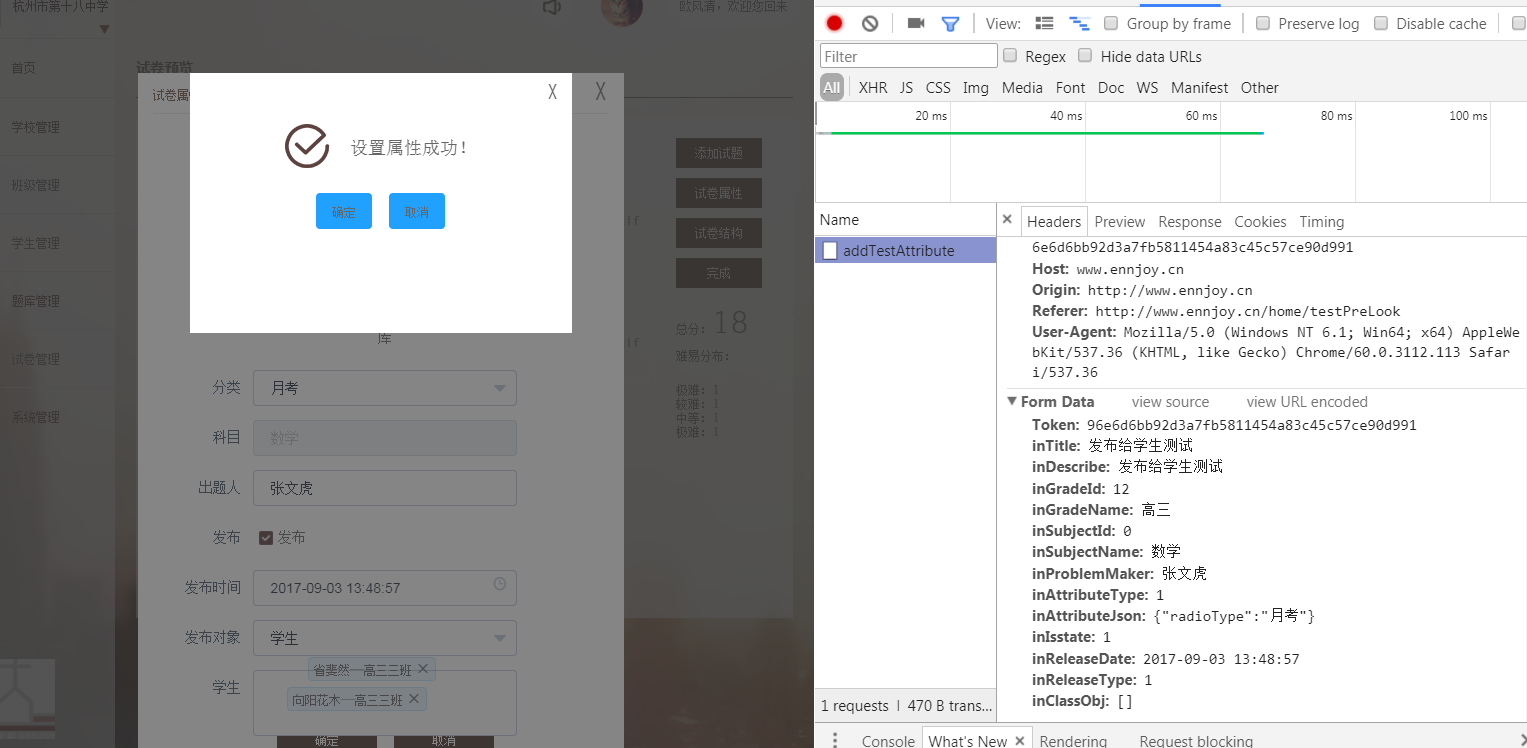 杭州市第十八中学
欧风清，欢迎您回来
首页
学校管理
班级管理
学生管理
题库管理
试卷管理
系统管理
试卷预览
试卷属
X
X
设置属性成功！
确定
取消
添加试题
试卷属性
试卷结构
完成
总分：18
难易分布：
极难：1
较难：1
中等：1
极难：1
库
分类
月考
科目
数学
出题人
张文虎
发布
发布
发布时间
2017-09-03 13:48:57
发布对象
学生
学生
省斐然一高三三班 ✕
向阳花木一高三三班 ✕
确定
取消
View:
Group by frame
Preserve log
Disable cache
Filter
Regex
Hide data URLs
All
XHR
JS
CSS
Img
Media
Font
Doc
WS
Manifest
Other
20 ms
40 ms
60 ms
80 ms
100 ms
Name
addTestAttribute
1 requests | 470 B trans...
×
Headers
Preview
Response
Cookies
Timing
6e6d6bb92d3a7fb5811454a83c45c57ce90d991
Host: www.ennjoy.cn
Origin: http://www.ennjoy.cn
Referer: http://www.ennjoy.cn/home/testPreLook
User-Agent: Mozilla/5.0 (Windows NT 6.1; Win64; x64) AppleWe
bKit/537.36 (KHTML, like Gecko) Chrome/60.0.3112.113 Safar
i/537.36
Form Data
view source
view URL encoded
Token: 96e6d6bb92d3a7fb5811454a83c45c57ce90d991
inTitle: 发布给学生测试
inDescribe: 发布给学生测试
inGradeId: 12
inGradeName: 高三
inSubjectId: 0
inSubjectName: 数学
inProblemMaker: 张文虎
inAttributeType: 1
inAttributeJson: {"radioType":"月考"}
inIsstate: 1
inReleaseDate: 2017-09-03 13:48:57
inReleaseType: 1
inClassObj: []
Console
What's New ×
Rendering
Request blocking